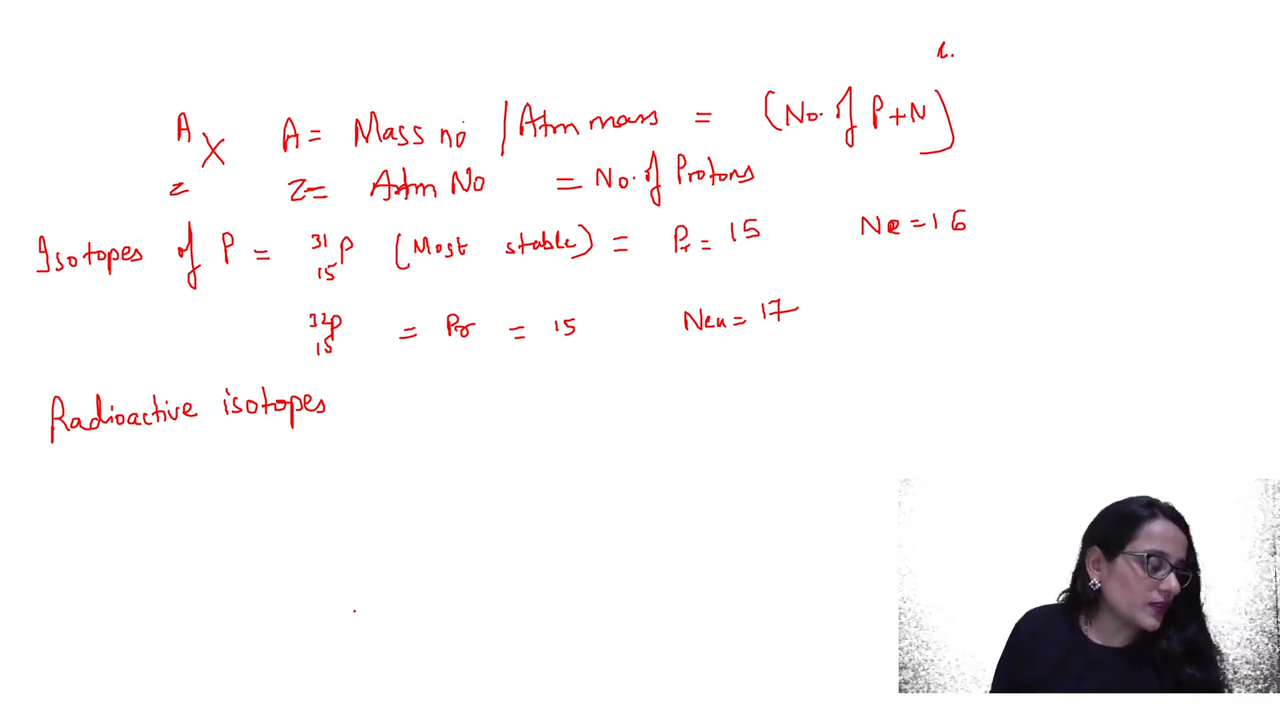 A X A = Mass no / Atm mass = (No. of P+N)
Z Z = Atm No = No. of Protons
Isotopes of P = 31 15 P (Most stable) = Pr = 15 Ne = 16
32 15 P = Pr = 15 Neu = 17
Radioactive isotopes